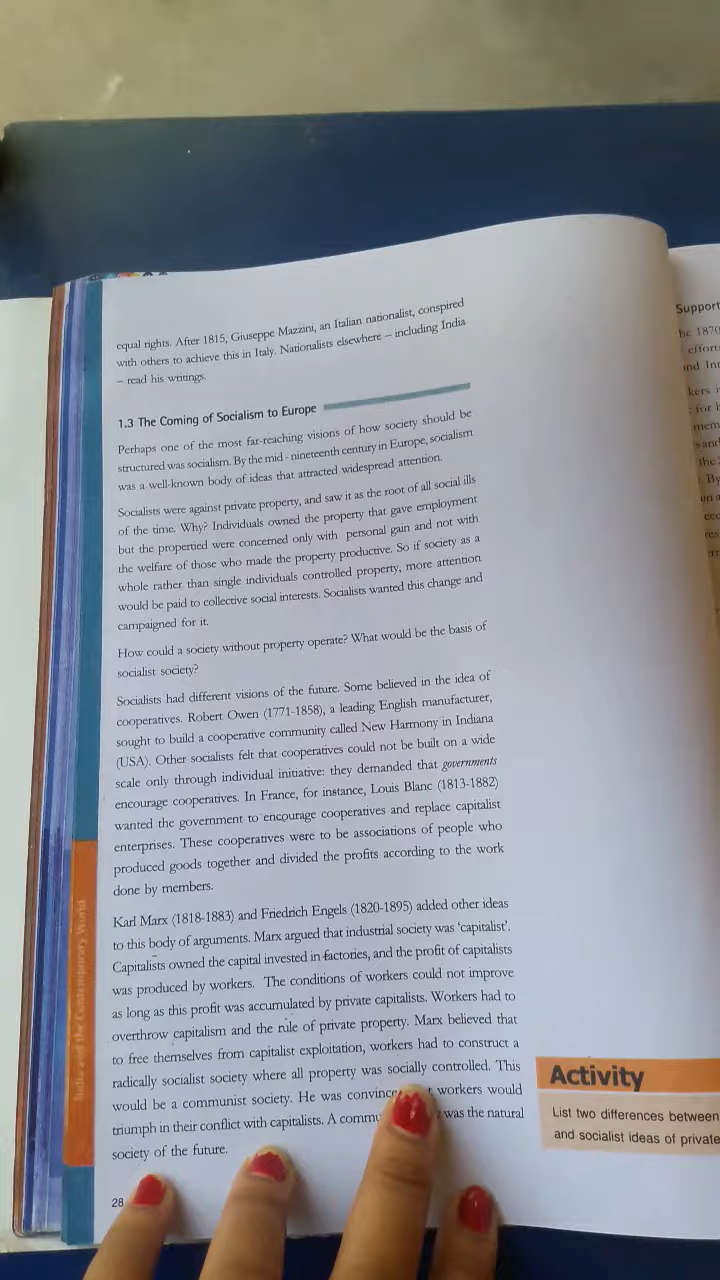 equal rights. After 1815, Giuseppe Mazzini, an Italian nationalist, conspired
with others to achieve this in Italy. Nationalists elsewhere – including India
– read his writings.
1.3 The Coming of Socialism to Europe
Perhaps one of the most far-reaching visions of how society should be
structured was socialism. By the mid - nineteenth century in Europe, socialism
was a well-known body of ideas that attracted widespread attention.
Socialists were against private property, and saw it as the root of all social ills
of the time. Why? Individuals owned the property that gave employment
but the propertied were concerned only with personal gain and not with
the welfare of those who made the property productive. So if society as a
whole rather than single individuals controlled property, more attention
would be paid to collective social interests. Socialists wanted this change and
campaigned for it.
How could a society without property operate? What would be the basis of
socialist society?
Socialists had different visions of the future. Some believed in the idea of
cooperatives. Robert Owen (1771-1858), a leading English manufacturer,
sought to build a cooperative community called New Harmony in Indiana
(USA). Other socialists felt that cooperatives could not be built on a wide
scale only through individual initiative: they demanded that governments
encourage cooperatives. In France, for instance, Louis Blanc (1813-1882)
wanted the government to encourage cooperatives and replace capitalist
enterprises. These cooperatives were to be associations of people who
produced goods together and divided the profits according to the work
done by members.
Karl Marx (1818-1883) and Friedrich Engels (1820-1895) added other ideas
to this body of arguments. Marx argued that industrial society was ‘capitalist’.
Capitalists owned the capital invested in factories, and the profit of capitalists
was produced by workers. The conditions of workers could not improve
as long as this profit was accumulated by private capitalists. Workers had to
overthrow capitalism and the rule of private property. Marx believed that
to free themselves from capitalist exploitation, workers had to construct a
radically socialist society where all property was socially controlled. This
would be a communist society. He was workers would
triumph in their conflict with capitalists. A was the natural
society of the future.
28
India and the Contemporary World
Activity
List two differences between
and socialist ideas of private
Support
1870
effort